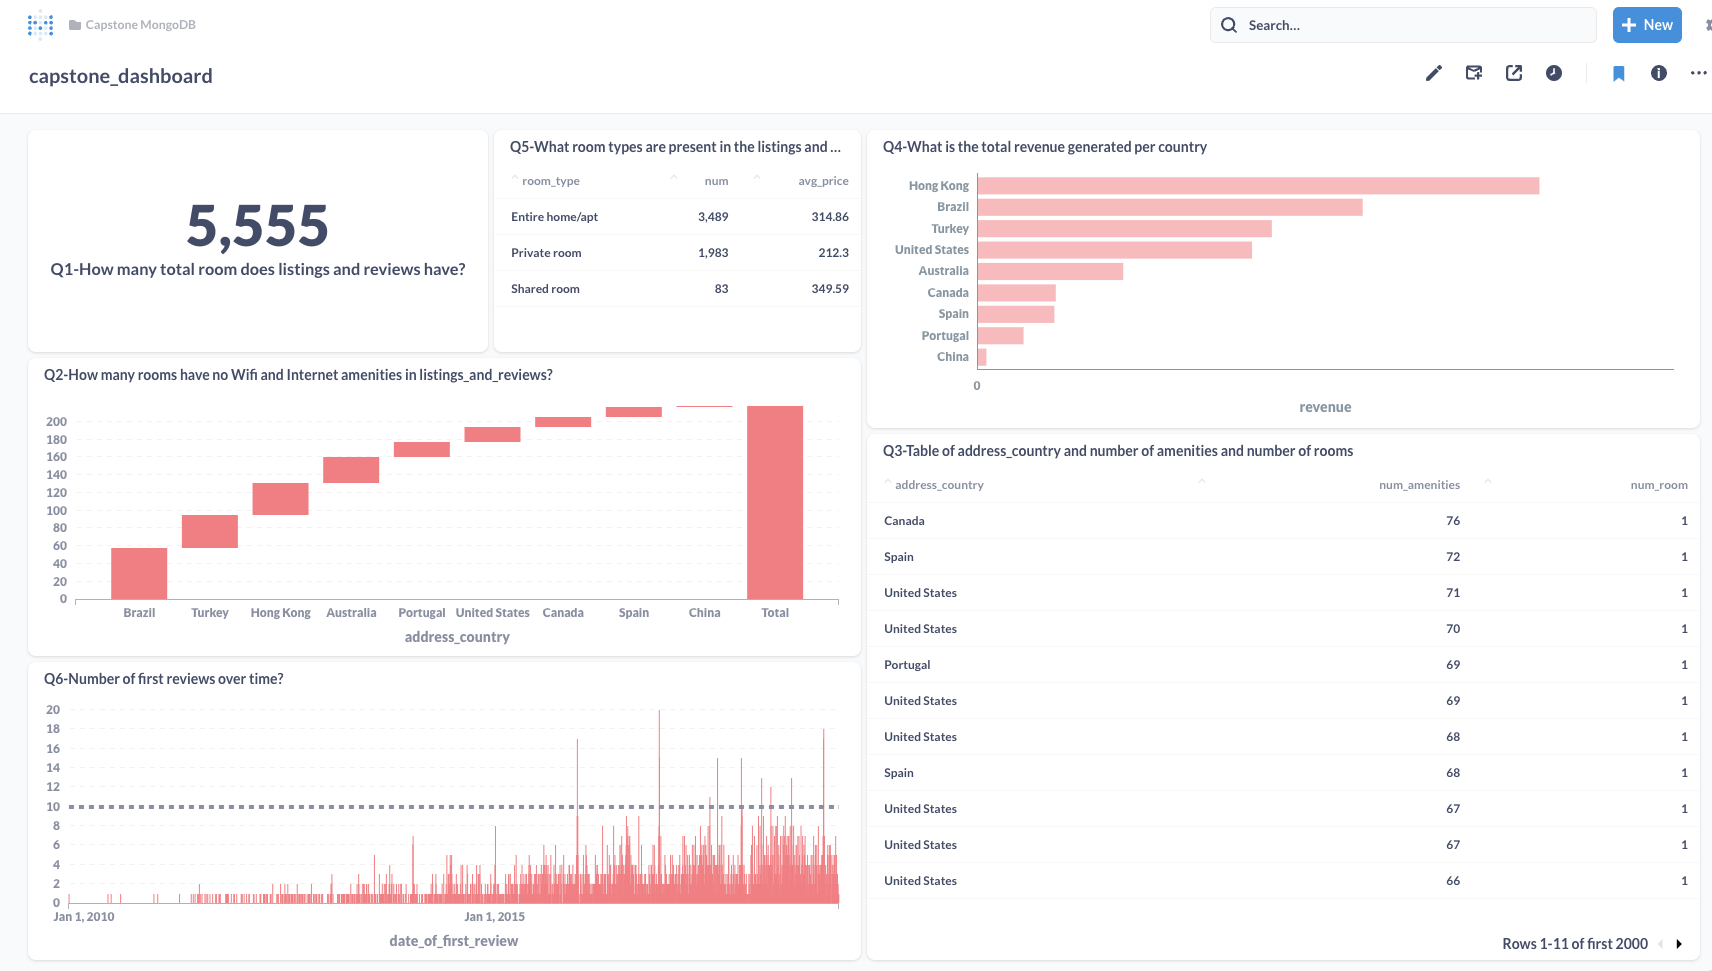 Capstone MongoDB
Search...
New
capstone_dashboard
5,555
Q1-How many total room does listings and reviews have?
Q5-What room types are present in the listings and ...
room_type num avg_price
Entire home/apt 3,489 314.86
Private room 1,983 212.3
Shared room 83 349.59
Q4-What is the total revenue generated per country
Hong Kong
Brazil
Turkey
United States
Australia
Canada
Spain
Portugal
China
0
revenue
Q2-How many rooms have no Wifi and Internet amenities in listings_and_reviews?
200
180
160
140
120
100
80
60
40
20
0
Brazil Turkey Hong Kong Australia Portugal United States Canada Spain China Total
address_country
Q3-Table of address_country and number of amenities and number of rooms
address_country num_amenities num_room
Canada 76 1
Spain 72 1
United States 71 1
United States 70 1
Portugal 69 1
United States 69 1
United States 68 1
Spain 68 1
United States 67 1
United States 67 1
United States 66 1
Rows 1-11 of first 2000
Q6-Number of first reviews over time?
20
18
16
14
12
10
8
6
4
2
0
Jan 1, 2010 Jan 1, 2015
date_of_first_review